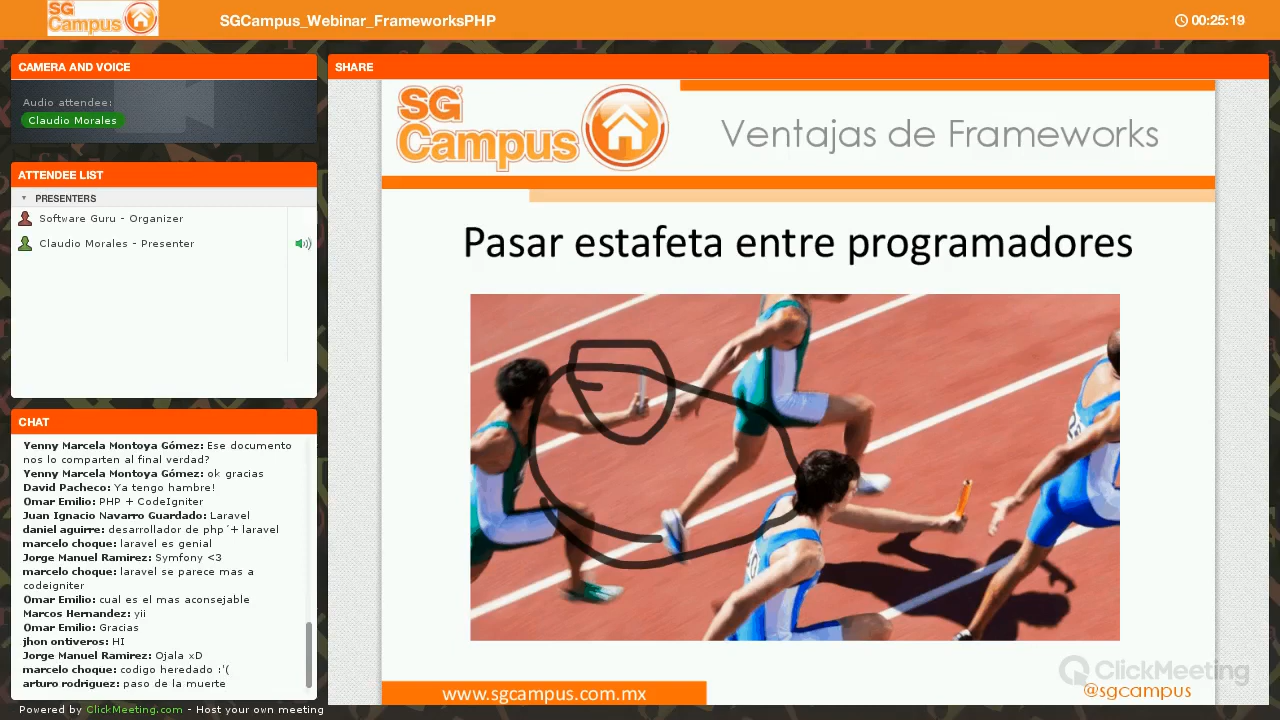 SG
Campus
SGCampus_Webinar_FrameworksPHP
00:25:19
CAMERA AND VOICE
Audio attendee:
Claudio Morales
ATTENDEE LIST
PRESENTERS
Software Guru - Organizer
Claudio Morales - Presenter
CHAT
Yenny Marcela Montoya Gómez: Ese documento
nos lo comparten al final verdad?
Yenny Marcela Montoya Gómez: ok gracias
David Pacheco: Ya tengo hambre!
Omar Emilio: PHP + CodeIgniter
Juan Ignacio Navarro Guardado: Laravel
daniel aguirre: desarrollador de php ´+ laravel
marcelo choque: laravel es genial
Jorge Manuel Ramirez: Symfony <3
marcelo choque: laravel se parece mas a
codeigniter
Omar Emilio: cual es el mas aconsejable
Marcos Hernandez: yii
Omar Emilio: Gracias
jhon ontiveros: HI
Jorge Manuel Ramirez: Ojala xD
marcelo choque: codigo heredado :'(
arturo rodriguez: paso de la muerte
Powered by ClickMeeting.com - Host your own meeting
SHARE
SG
Campus
Ventajas de Frameworks
Pasar estafeta entre programadores
www.sgcampus.com.mx
ClickMeeting
@sgcampus